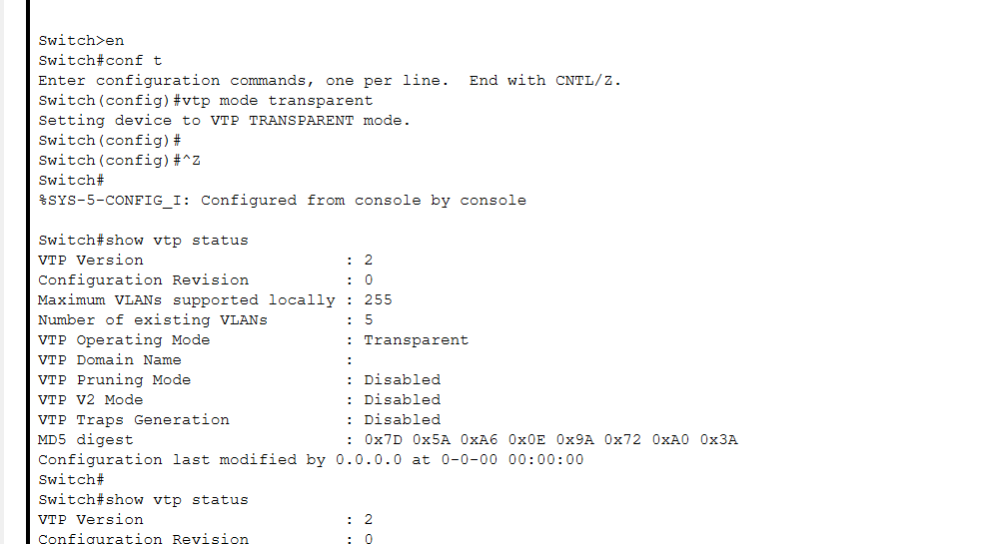 Switch>en
Switch#conf t
Enter configuration commands, one per line.  End with CNTL/Z.
Switch(config)#vtp mode transparent
Setting device to VTP TRANSPARENT mode.
Switch(config)#
Switch(config)#^Z
Switch#
%SYS-5-CONFIG_I: Configured from console by console
Switch#show vtp status
VTP Version                     : 2
Configuration Revision          : 0
Maximum VLANs supported locally : 255
Number of existing VLANs        : 5
VTP Operating Mode              : Transparent
VTP Domain Name                 :
VTP Pruning Mode                : Disabled
VTP V2 Mode                     : Disabled
VTP Traps Generation            : Disabled
MD5 digest                      : 0x7D 0x5A 0xA6 0x0E 0x9A 0x72 0xA0 0x3A
Configuration last modified by 0.0.0.0 at 0-0-00 00:00:00
Switch#
Switch#show vtp status
VTP Version                     : 2
Configuration Revision          : 0